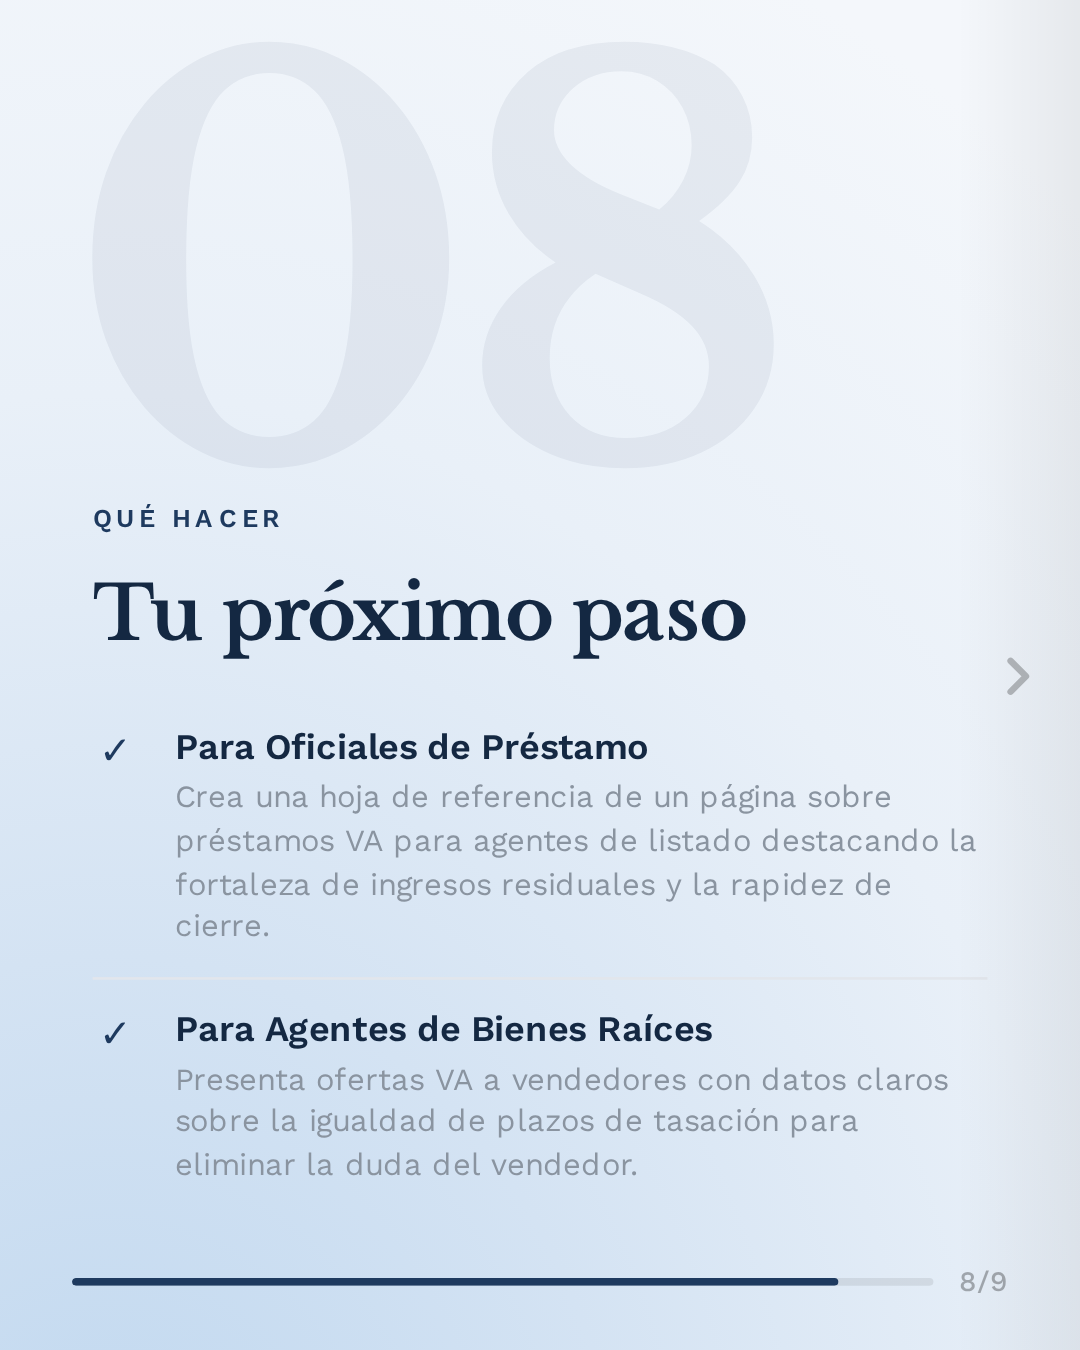 08
QUÉ HACER
Tu próximo paso
✓ Para Oficiales de Préstamo
Crea una hoja de referencia de un página sobre
préstamos VA para agentes de listado destacando la
fortaleza de ingresos residuales y la rapidez de
cierre.
✓ Para Agentes de Bienes Raíces
Presenta ofertas VA a vendedores con datos claros
sobre la igualdad de plazos de tasación para
eliminar la duda del vendedor.
8/9